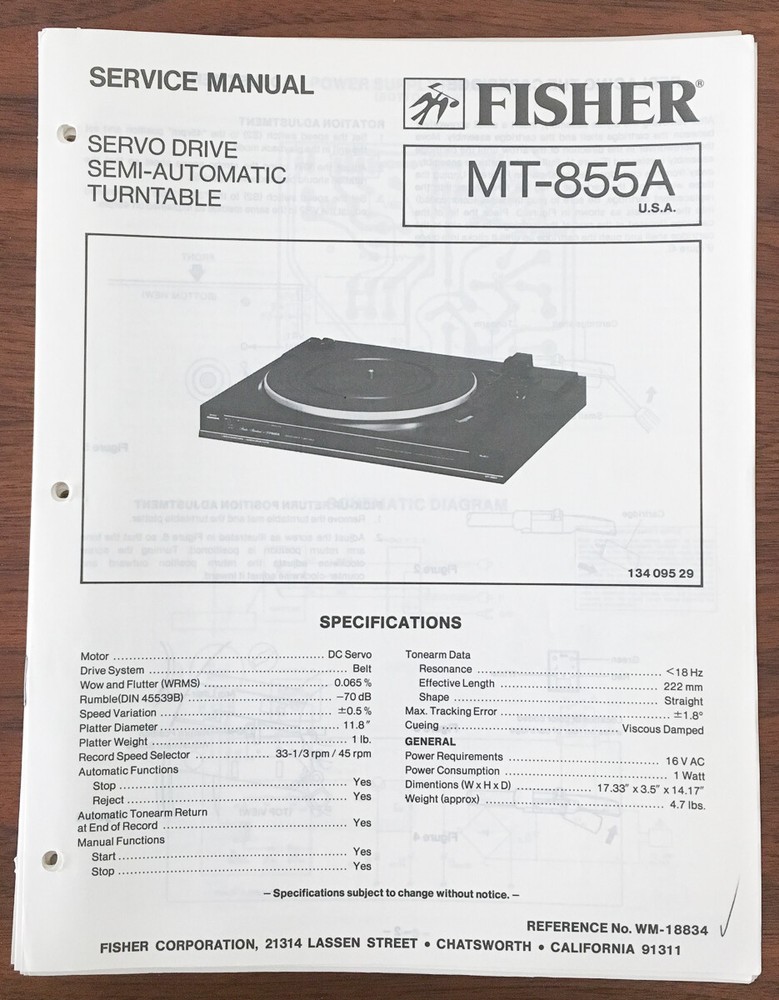 SERVICE MANUAL
FISHER®
SERVO DRIVE
SEMI-AUTOMATIC
TURNTABLE
MT-855A
U.S.A.
134 095 29
SPECIFICATIONS
Motor ... DC Servo
Drive System ... Belt
Wow and Flutter (WRMS) ... 0.065 %
Rumble(DIN 45539B) ... −70 dB
Speed Variation ... ±0.5 %
Platter Diameter ... 11.8"
Platter Weight ... 1 lb.
Record Speed Selector ... 33-1/3 rpm / 45 rpm
Automatic Functions
Stop ... Yes
Reject ... Yes
Automatic Tonearm Return
at End of Record ... Yes
Manual Functions
Start ... Yes
Stop ... Yes
Tonearm Data
Resonance ... <18 Hz
Effective Length ... 222 mm
Shape ... Straight
Max. Tracking Error ... ±1.8°
Cueing ... Viscous Damped
GENERAL
Power Requirements ... 16 V AC
Power Consumption ... 1 Watt
Dimentions (W x H x D) ... 17.33" x 3.5" x 14.17"
Weight (approx) ... 4.7 lbs.
– Specifications subject to change without notice. –
REFERENCE No. WM-18834
FISHER CORPORATION, 21314 LASSEN STREET • CHATSWORTH • CALIFORNIA 91311